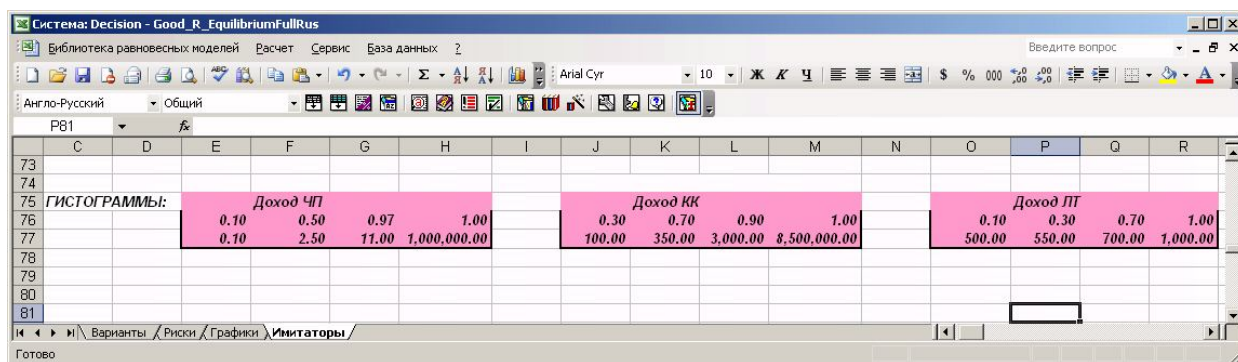 Система: Decision - Good_R_EquilibriumFullRus
Библиотека равновесных моделей Расчет Сервис База данных ? Введите вопрос
Arial Cyr 10 Ж К Ч $ % 000
Англо-Русский Общий
P81 fx
C D E F G H I J K L M N O P Q R
73
74
75 ГИСТОГРАММЫ: Доход ЧП Доход КК Доход ЛТ
76 0.10 0.50 0.97 1.00 0.30 0.70 0.90 1.00 0.10 0.30 0.70 1.00
77 0.10 2.50 11.00 1,000,000.00 100.00 350.00 3,000.00 8,500,000.00 500.00 550.00 700.00 1,000.00
78
79
80
81
Варианты Риски Графики Имитаторы
Готово